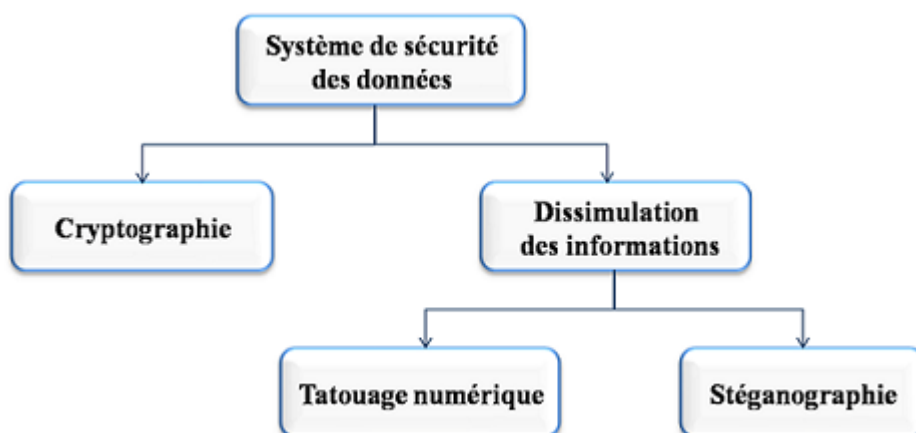 Système de sécurité
des données
Cryptographie
Dissimulation
des informations
Tatouage numérique
Stéganographie